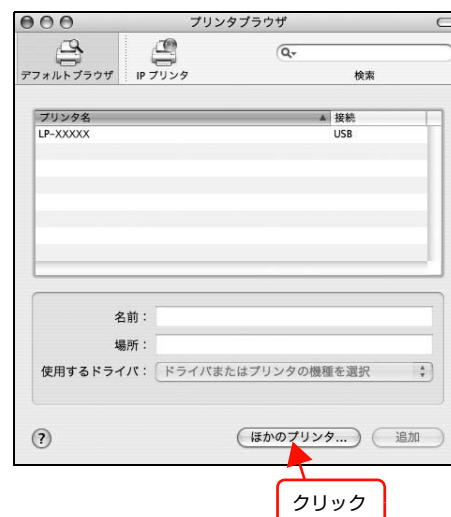 プリンタブラウザ
デフォルトブラウザ IP プリンタ 検索
プリンタ名 接続
LP-XXXXX USB
名前：
場所：
使用するドライバ： ドライバまたはプリンタの機種を選択
? ほかのプリンタ... 追加
クリック